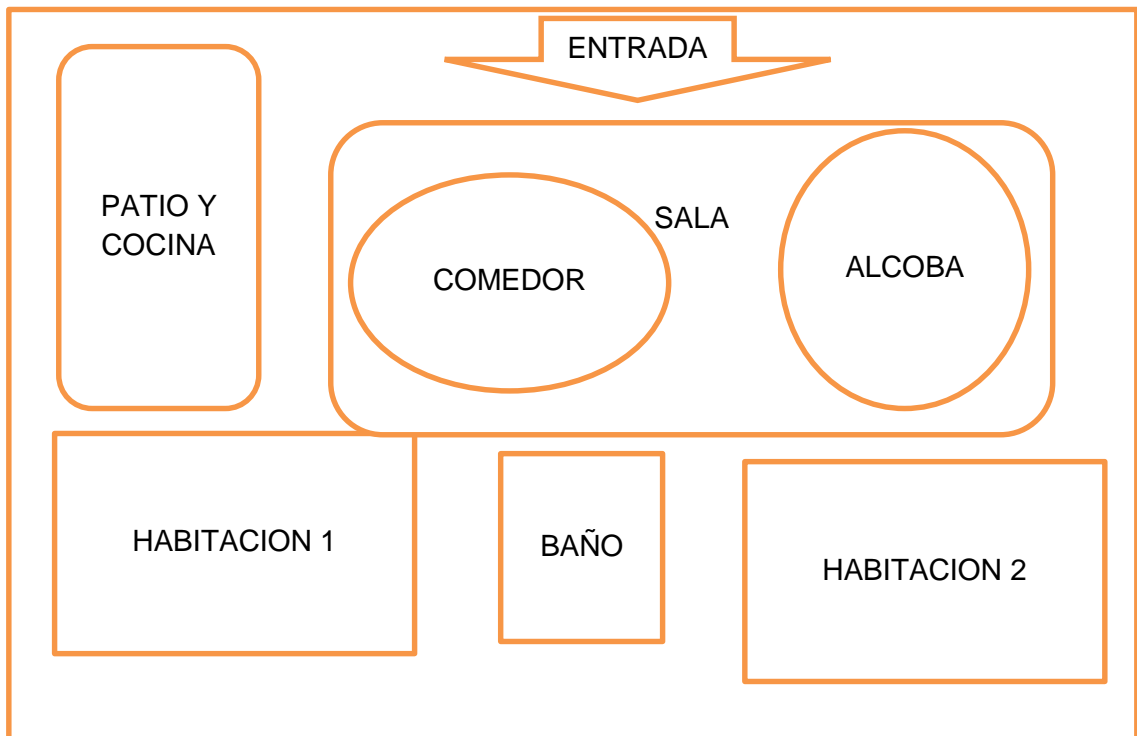 ENTRADA
PATIO Y
COCINA
SALA
COMEDOR
ALCOBA
HABITACION 1
BAÑO
HABITACION 2